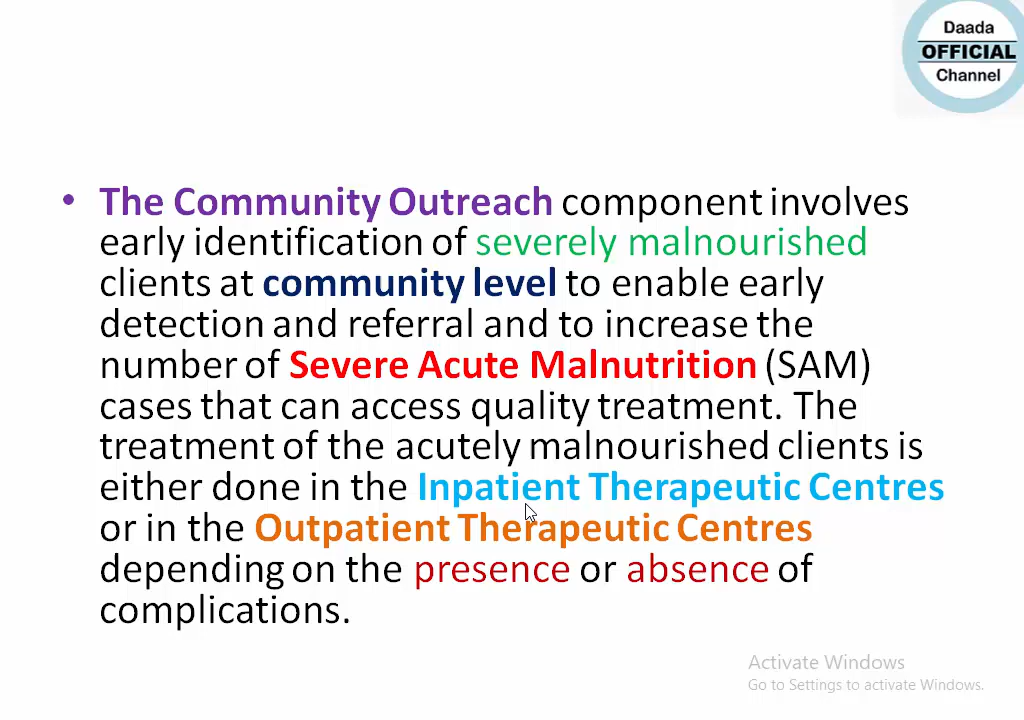 Daada
OFFICIAL
Channel
• The Community Outreach component involves
early identification of severely malnourished
clients at community level to enable early
detection and referral and to increase the
number of Severe Acute Malnutrition (SAM)
cases that can access quality treatment. The
treatment of the acutely malnourished clients is
either done in the Inpatient Therapeutic Centres
or in the Outpatient Therapeutic Centres
depending on the presence or absence of
complications.
Activate Windows
Go to Settings to activate Windows.